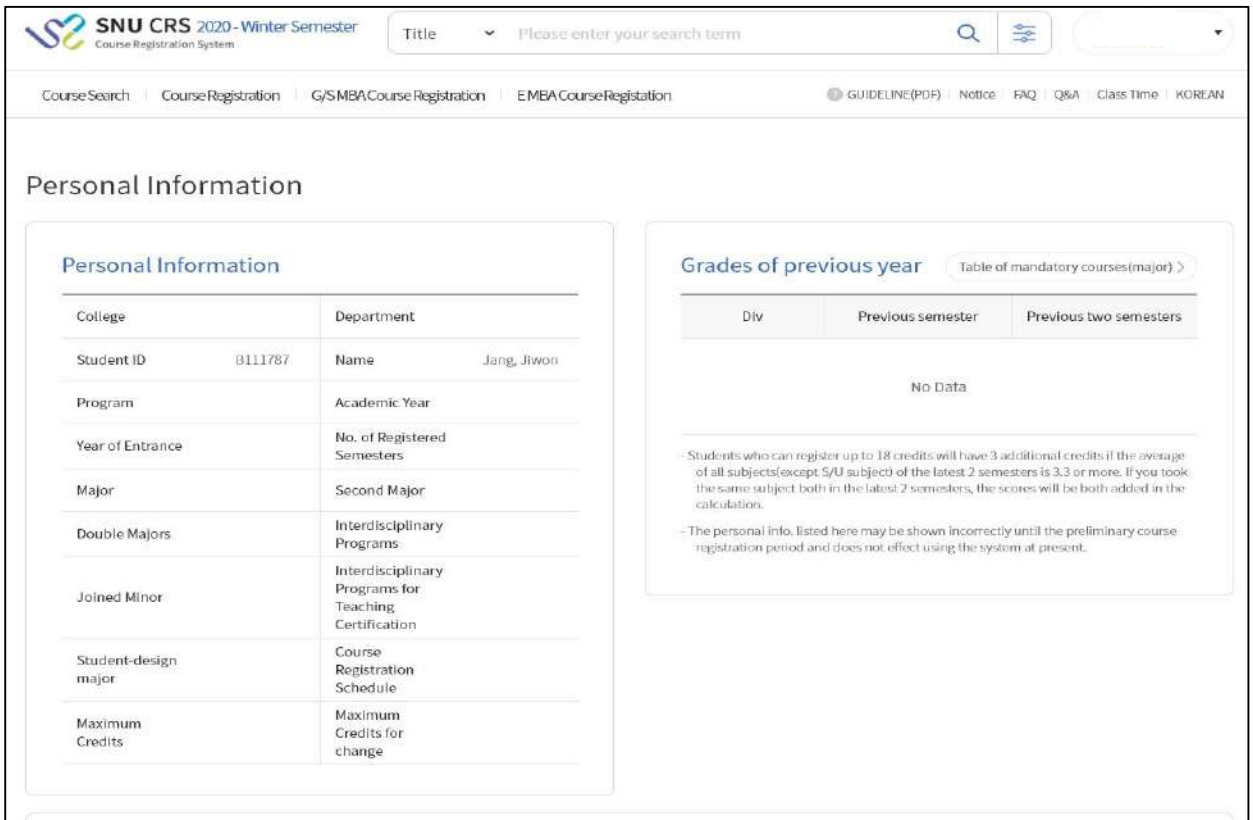 SNU CRS 2020 - Winter Semester
Course Registration System
Title
Please enter your search term
Course Search
Course Registration
G/S MBA Course Registration
E MBA Course Registation
GUIDELINE(PDF)
Notice
FAQ
Q&A
Class Time
KOREAN
Personal Information
Personal Information
College
Department
Student ID
B111787
Name
Jang, Jiwon
Program
Academic Year
Year of Entrance
No. of Registered
Semesters
Major
Second Major
Double Majors
Interdisciplinary
Programs
Joined Minor
Interdisciplinary
Programs for
Teaching
Certification
Student-design
major
Course
Registration
Schedule
Maximum
Credits
Maximum
Credits for
change
Grades of previous year
Table of mandatory courses(major) >
Div
Previous semester
Previous two semesters
No Data
- Students who can register up to 18 credits will have 3 additional credits if the average
of all subjects(except S/U subject) of the latest 2 semesters is 3.3 or more. If you took
the same subject both in the latest 2 semesters, the scores will be both added in the
calculation.
- The personal info. listed here may be shown incorrectly until the preliminary course
registration period and does not effect using the system at present.